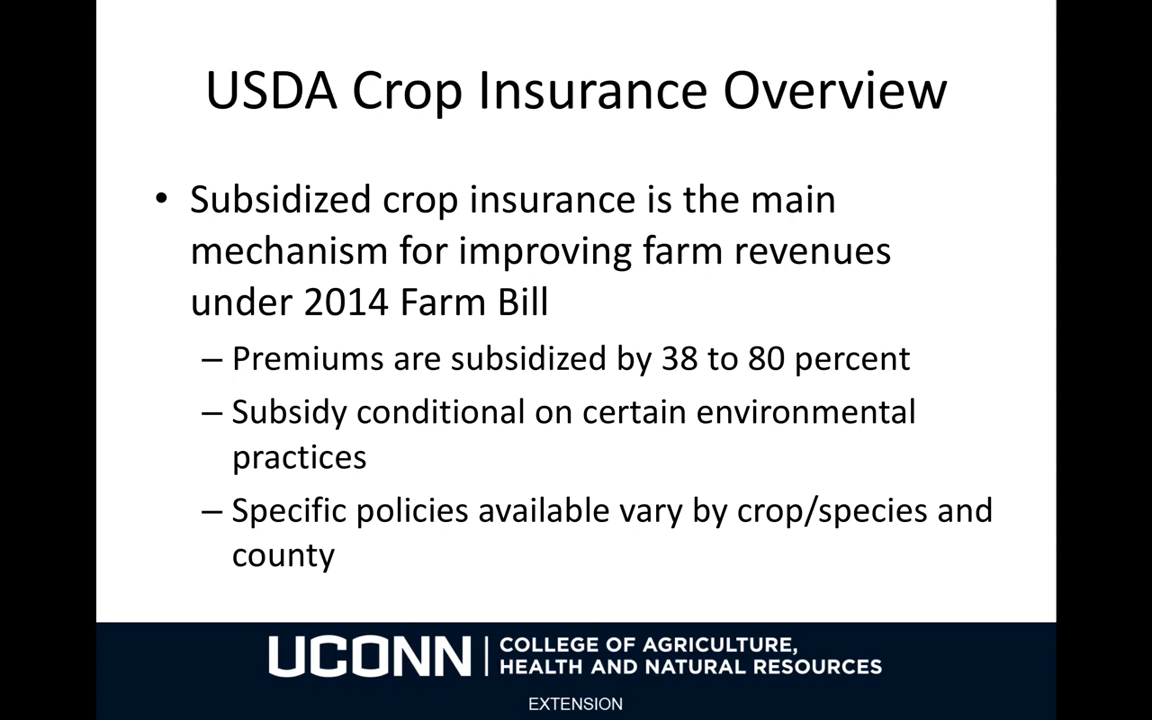 USDA Crop Insurance Overview
• Subsidized crop insurance is the main
mechanism for improving farm revenues
under 2014 Farm Bill
– Premiums are subsidized by 38 to 80 percent
– Subsidy conditional on certain environmental
practices
– Specific policies available vary by crop/species and
county
UCONN | COLLEGE OF AGRICULTURE,
HEALTH AND NATURAL RESOURCES
EXTENSION